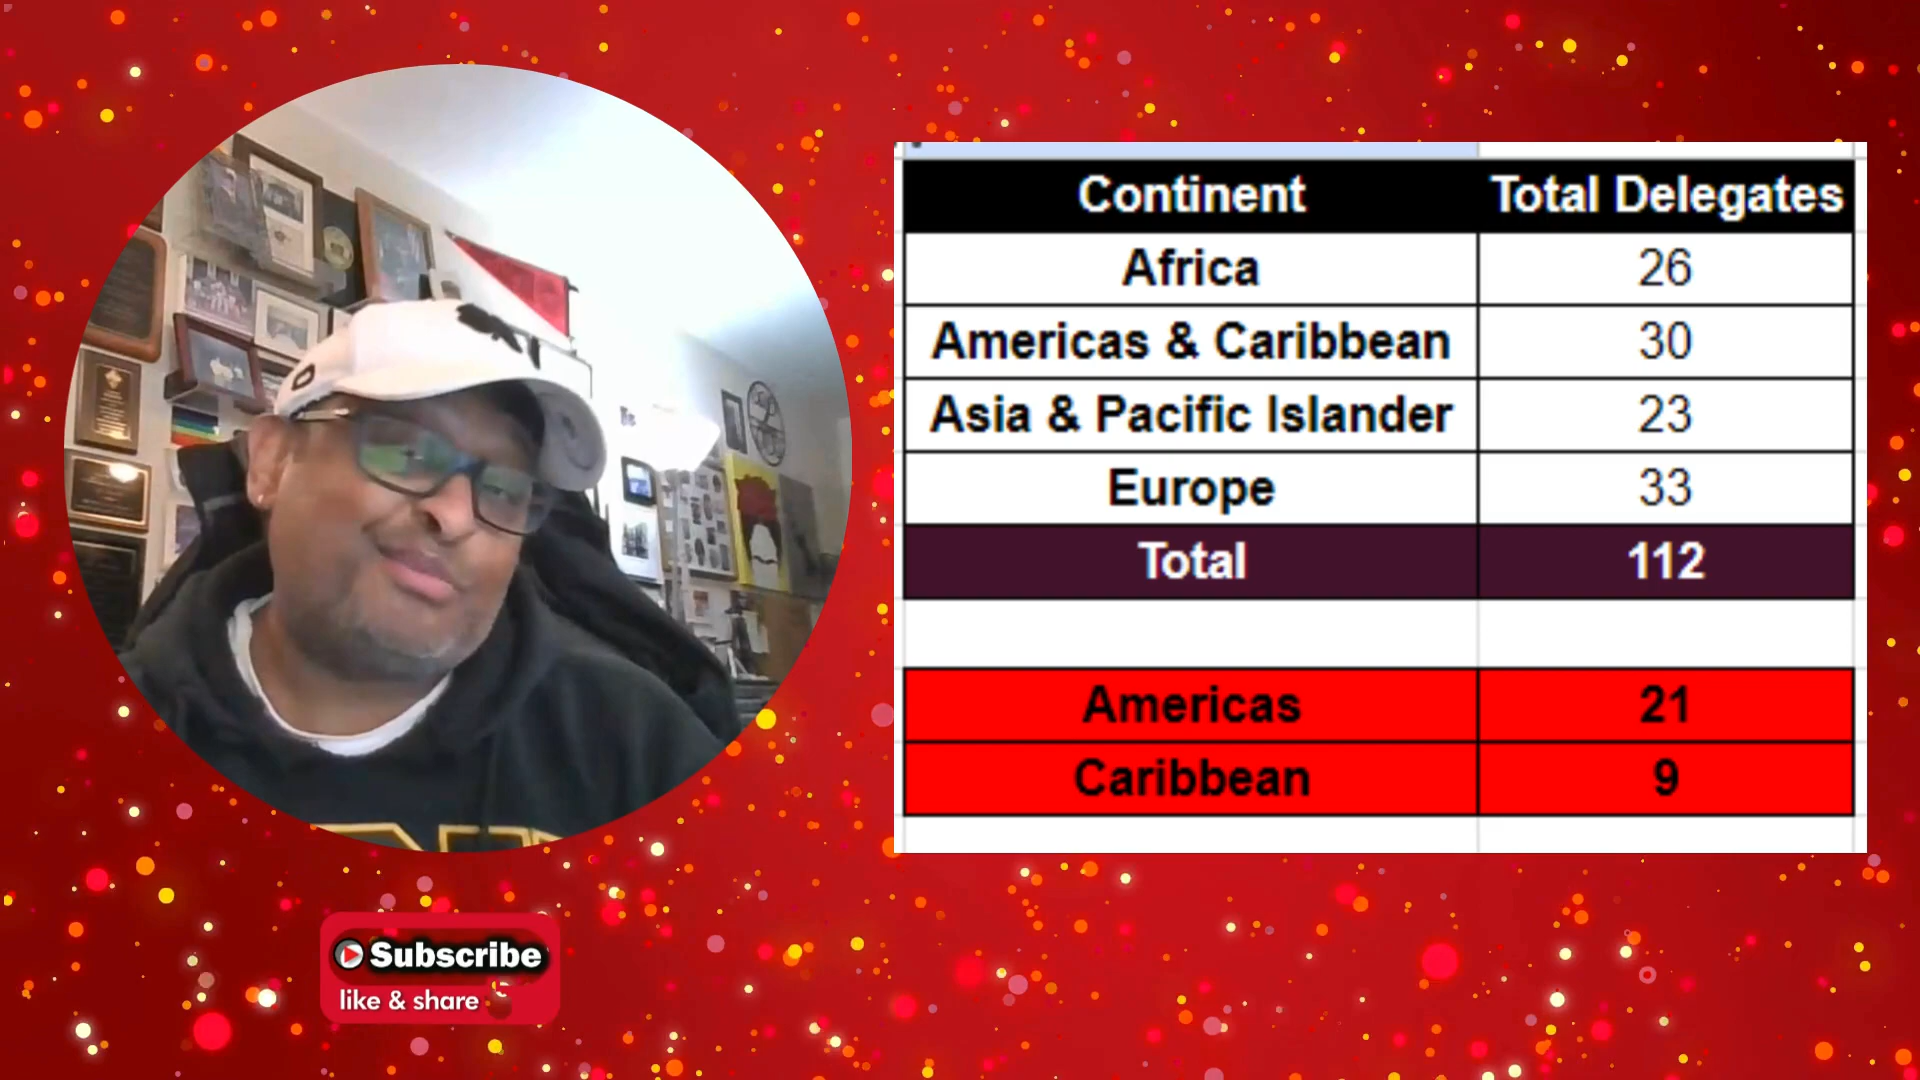 Continent Total Delegates
Africa 26
Americas & Caribbean 30
Asia & Pacific Islander 23
Europe 33
Total 112
Americas 21
Caribbean 9
Subscribe
like & share